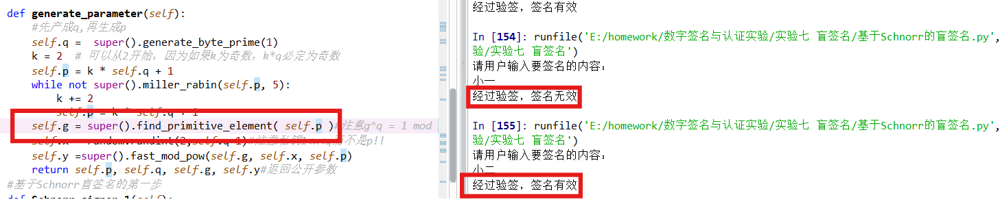 def generate_parameter(self):
#先产成q,再生成p
self.q = super().generate_byte_prime(1)
k = 2 # 可以从2开始，因为如果k为奇数，k*q必定为奇数
self.p = k * self.q + 1
while not super().miller_rabin(self.p, 5):
k += 2
self.p = k * self.q + 1
self.g = super().find_primitive_element( self.p )#注意g^q = 1 mod
self.x = random.randint(2,self.q-1)#注意私钥1<x<q而不是p!!
self.y =super().fast_mod_pow(self.g, self.x, self.p)
return self.p, self.q, self.g, self.y#返回公开参数
#基于Schnorr盲签名的第一步
def Schnorr_signer_1(self):
经过验签，签名有效
In [154]: runfile('E:/homework/数字签名与认证实验/实验七 盲签名/基于Schnorr的盲签名.py',
验/实验七 盲签名')
请用户输入要签名的内容：
小一
经过验签，签名无效
In [155]: runfile('E:/homework/数字签名与认证实验/实验七 盲签名/基于Schnorr的盲签名.py',
验/实验七 盲签名')
请用户输入要签名的内容：
小二
经过验签，签名有效